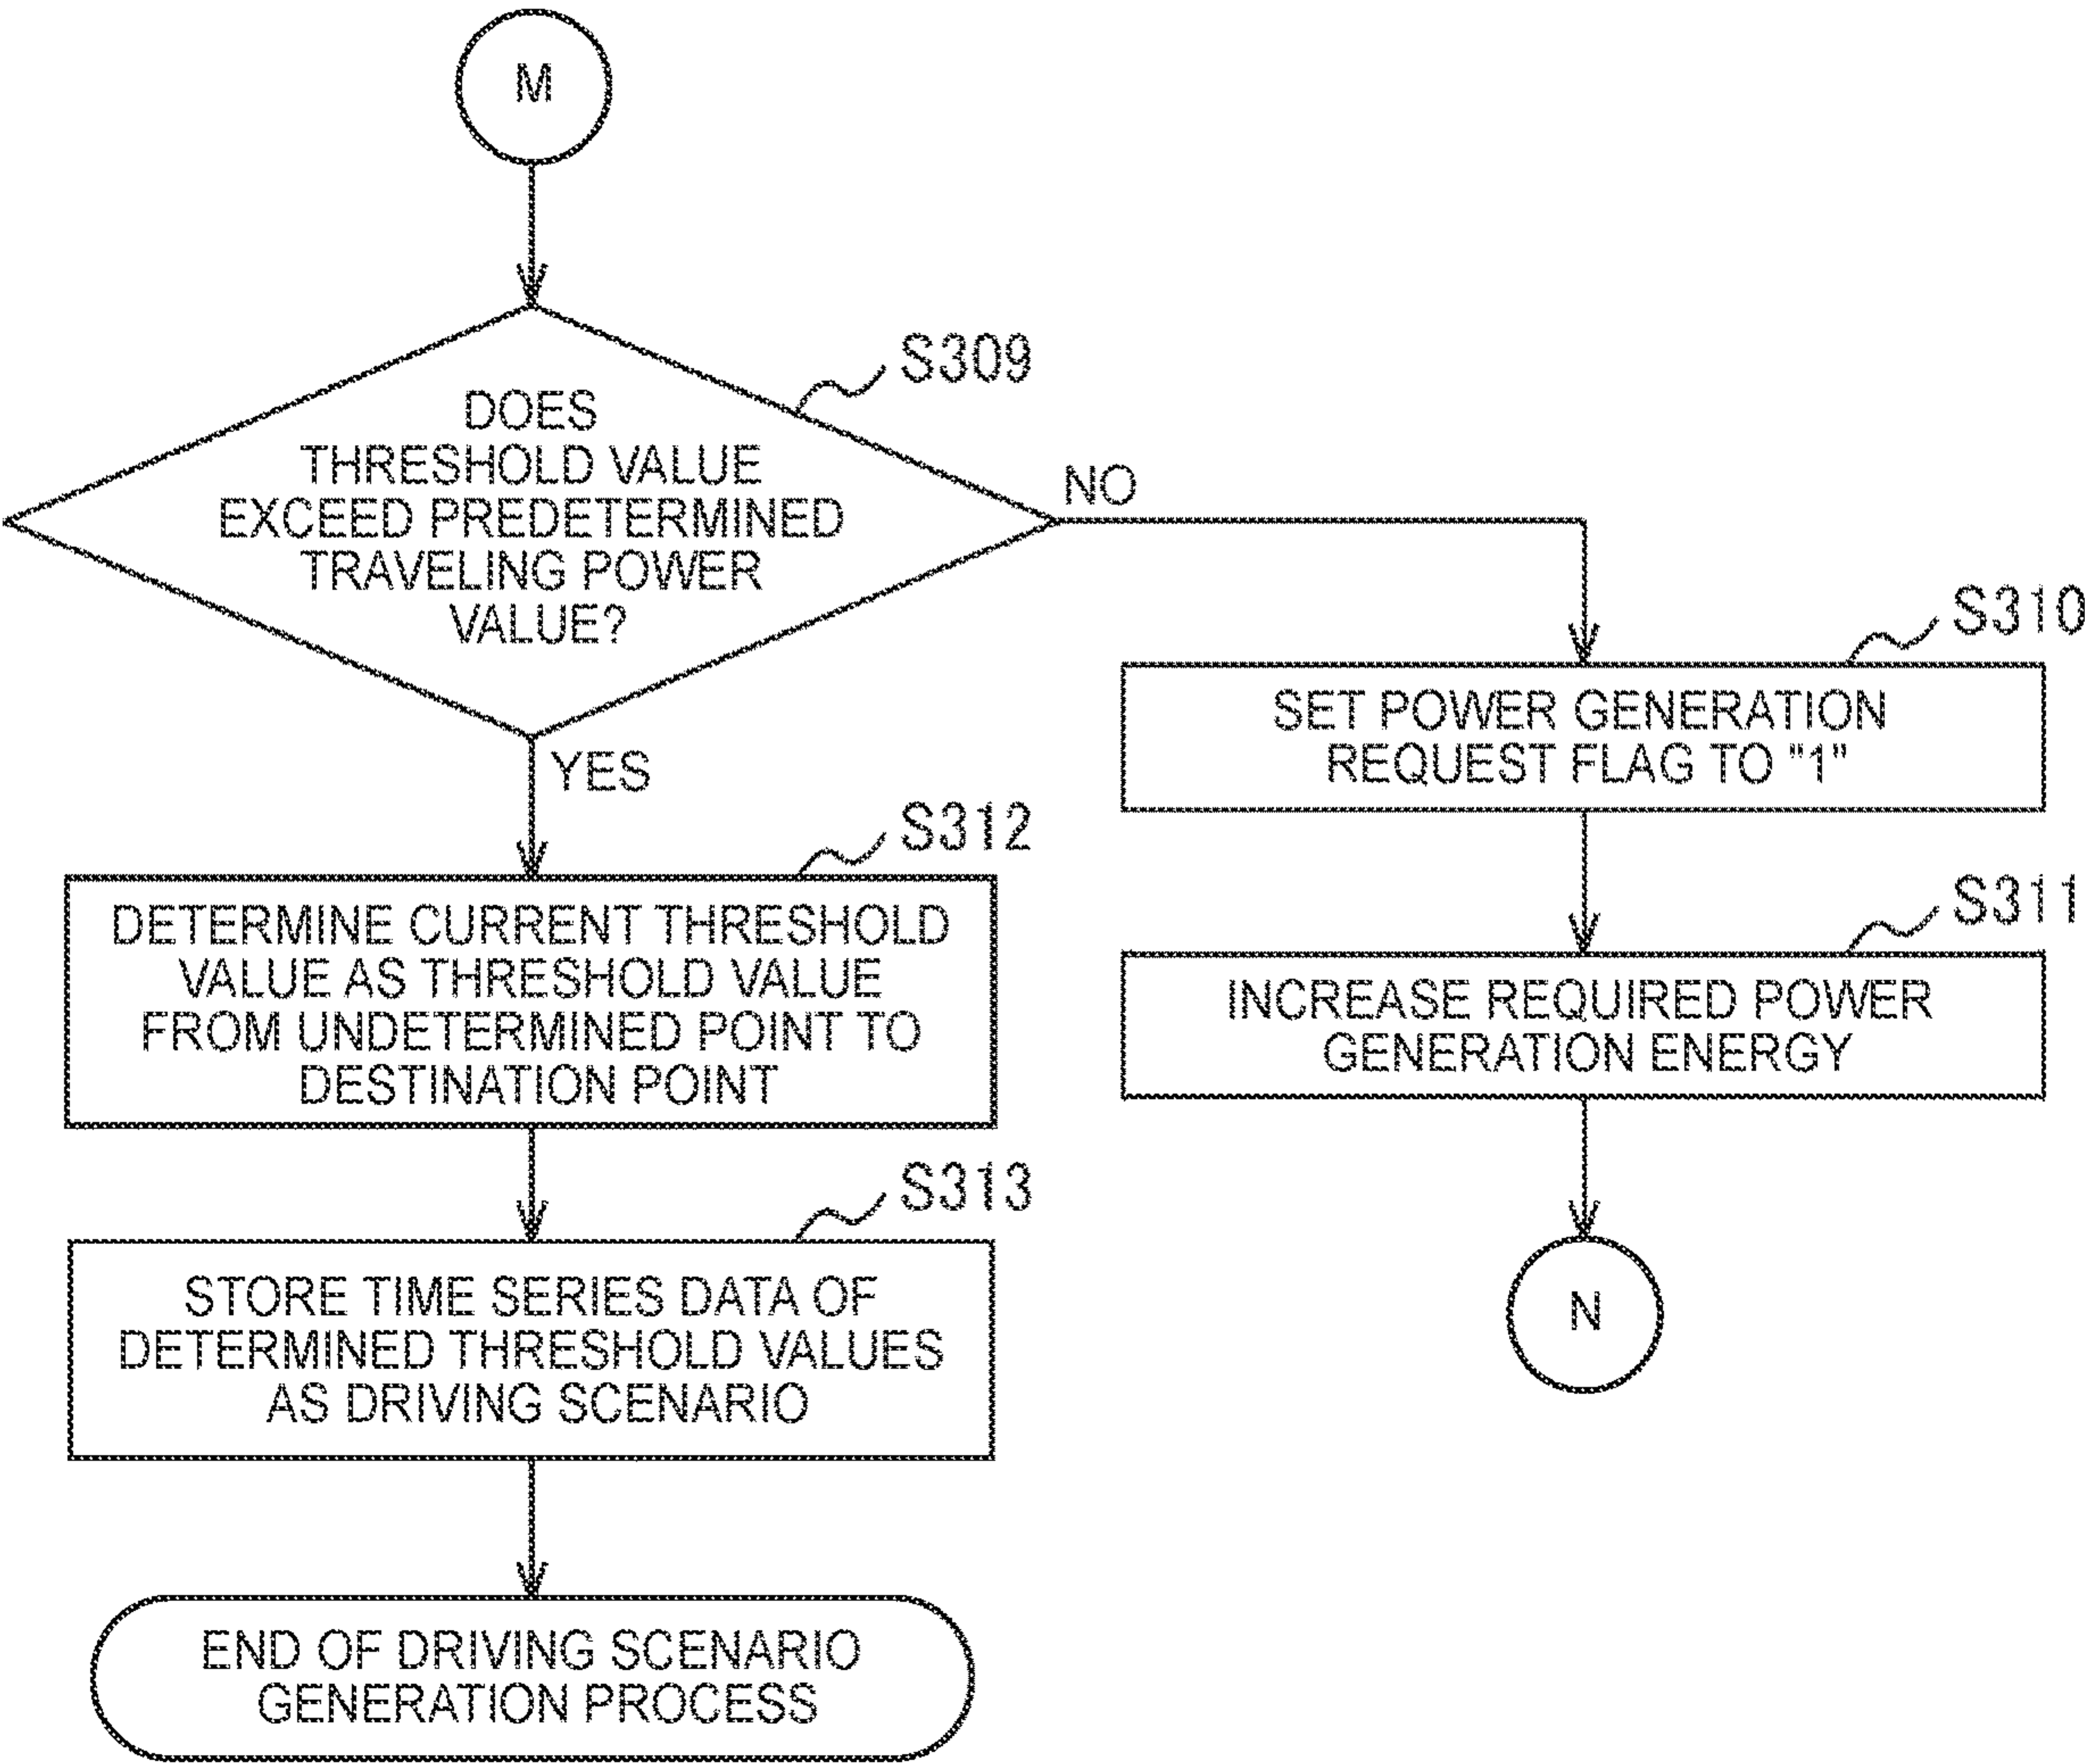 M
S309
DOES
THRESHOLD VALUE
EXCEED PREDETERMINED
TRAVELING POWER
VALUE?
NO
YES
S310
SET POWER GENERATION
REQUEST FLAG TO "1"
S311
INCREASE REQUIRED POWER
GENERATION ENERGY
N
S312
DETERMINE CURRENT THRESHOLD
VALUE AS THRESHOLD VALUE
FROM UNDETERMINED POINT TO
DESTINATION POINT
S313
STORE TIME SERIES DATA OF
DETERMINED THRESHOLD VALUES
AS DRIVING SCENARIO
END OF DRIVING SCENARIO
GENERATION PROCESS